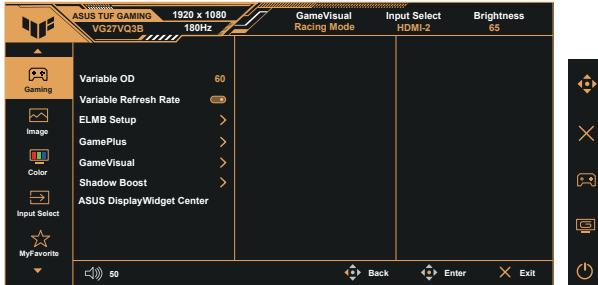 ASUS TUF GAMING 1920 x 1080 GameVisual Input Select Brightness
VG27VQ3B 180Hz Racing Mode HDMI-2 65
Gaming
Image
Color
Input Select
MyFavorite
Variable OD 60
Variable Refresh Rate
ELMB Setup
GamePlus
GameVisual
Shadow Boost
ASUS DisplayWidget Center
50 Back Enter Exit